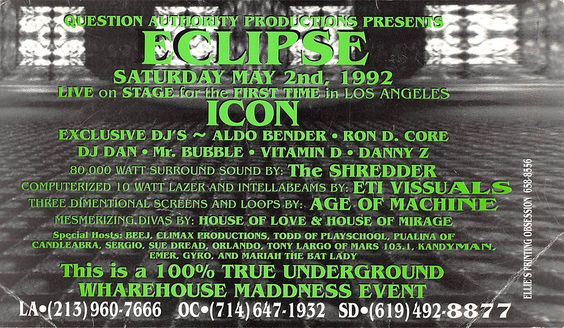 QUESTION AUTHORITY PRODUCTIONS PRESENTS
ECLIPSE
SATURDAY MAY 2nd, 1992
LIVE on STAGE for the FIRST TIME in LOS ANGELES
ICON
EXCLUSIVE DJ'S ~ ALDO BENDER • RON D. CORE
DJ DAN • Mr. BUBBLE • VITAMIN D • DANNY Z
80,000 WATT SURROUND SOUND BY: The SHREDDER
COMPUTERIZED 10 WATT LAZER AND INTELLABEAMS BY: ETI VISSUALS
THREE DIMENTIONAL SCREENS AND LOOPS BY: AGE OF MACHINE
MESMERIZING DIVAS BY: HOUSE OF LOVE & HOUSE OF MIRAGE
Special Hosts: BEEJ, CLIMAX PRODUCTIONS, TODD OF PLAYSCHOOL, PUALINA OF
CANDLEABRA, SERGIO, SUE DREAD, ORLANDO, TONY LARGO OF MARS 103.1, KANDYMAN,
EMER, GYRO, AND MARIAH THE BAT LADY
This is a 100% TRUE UNDERGROUND
WHAREHOUSE MADDNESS EVENT
LA•(213) 960-7666 OC•(714) 647-1932 SD•(619) 492-8877
ELLIE'S PRINTING OBSESSION 658-8356